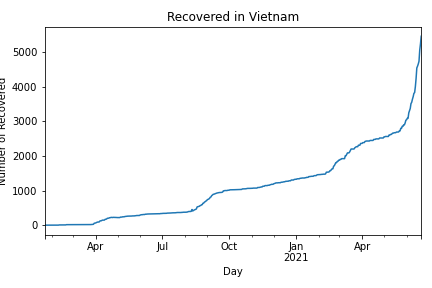 Recovered in Vietnam
Number of Recovered
5000
4000
3000
2000
1000
0
Apr
Jul
Oct
Jan
2021
Apr
Day